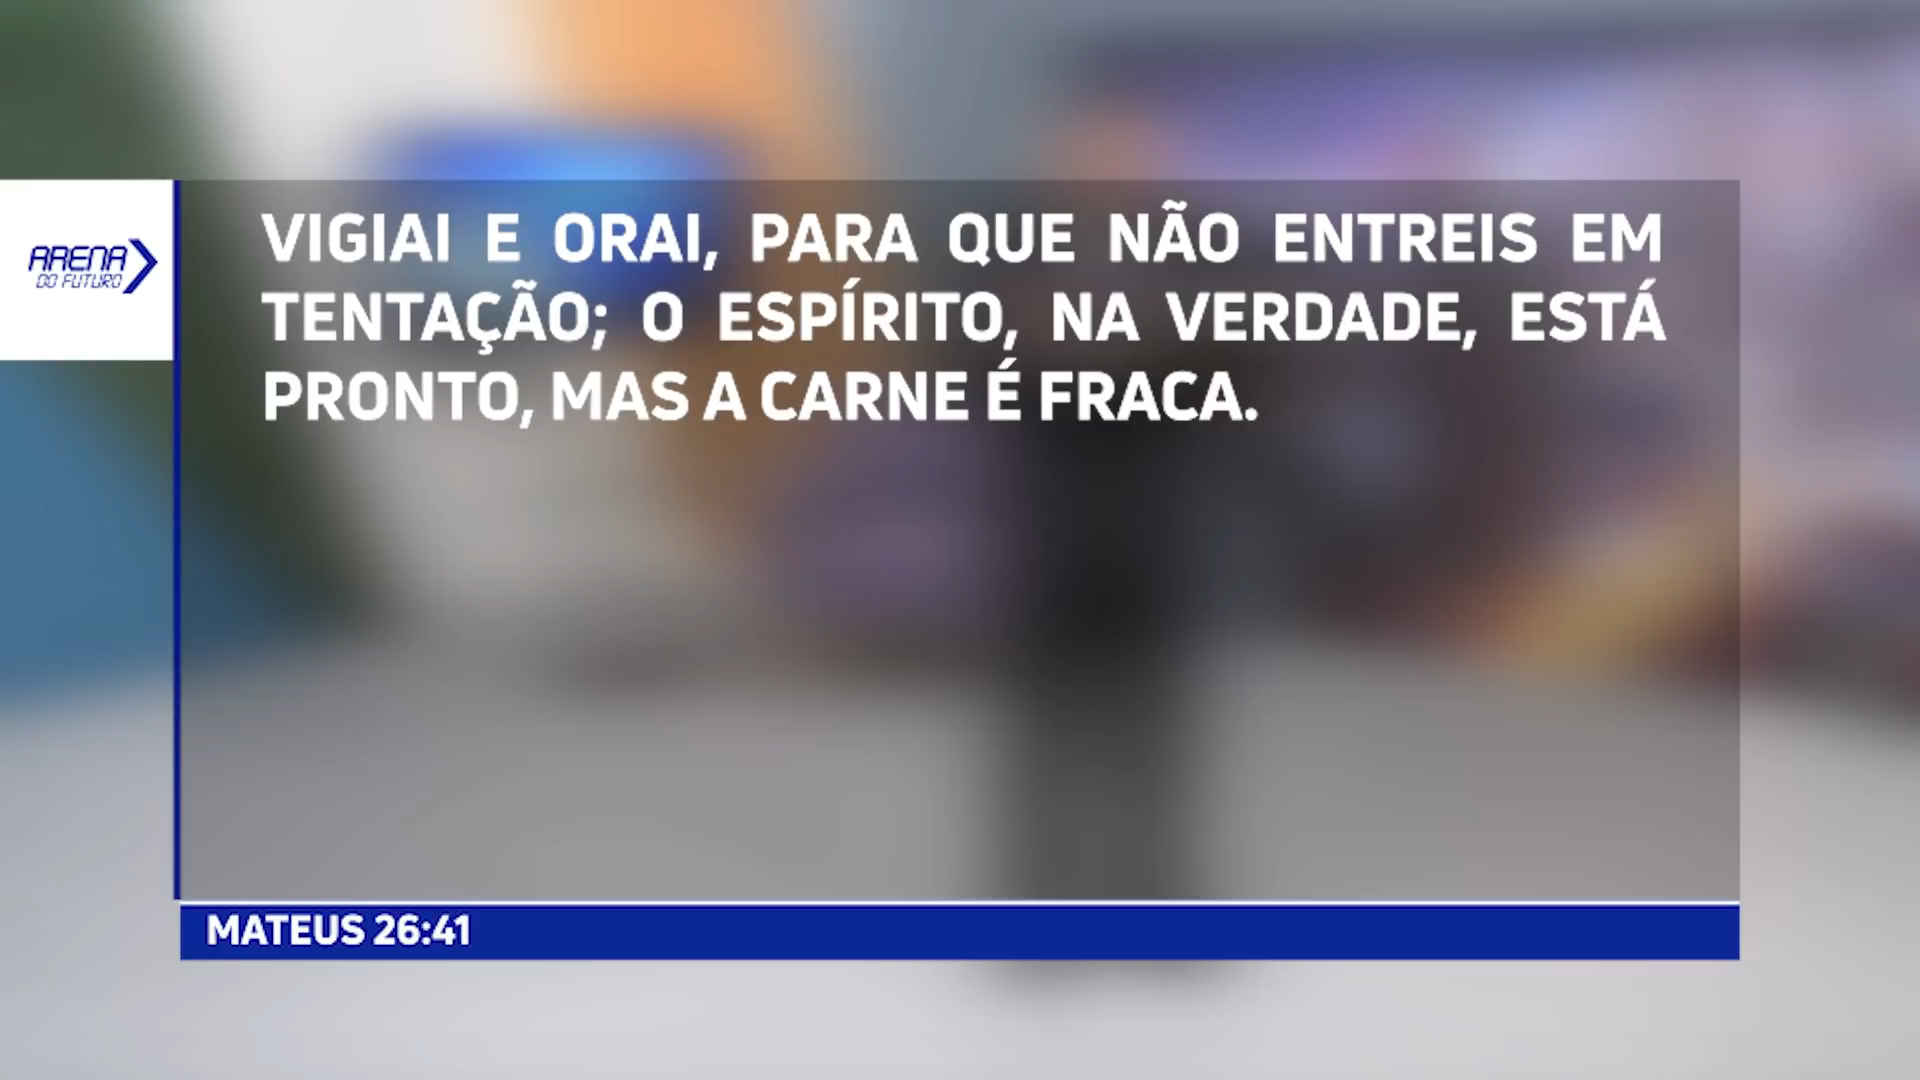 ARENA
DO FUTURO
VIGIAI E ORAI, PARA QUE NÃO ENTREIS EM
TENTAÇÃO; O ESPÍRITO, NA VERDADE, ESTÁ
PRONTO, MAS A CARNE É FRACA.
MATEUS 26:41